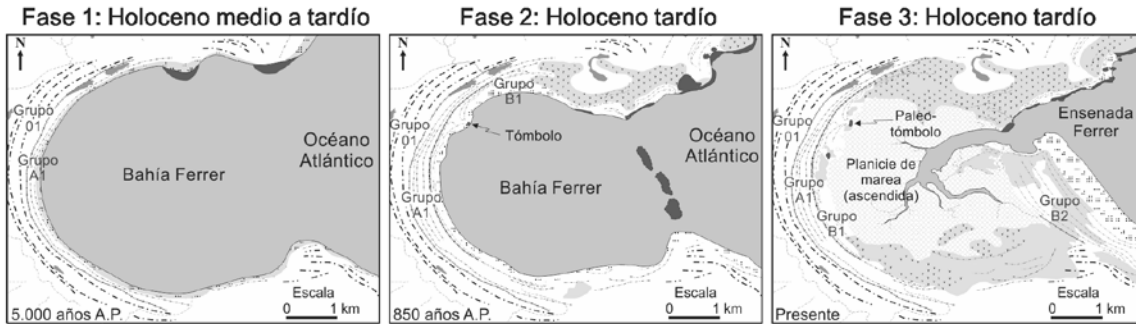 Fase 1: Holoceno medio a tardío
N
Grupo
01
Grupo
A1
Bahía Ferrer
Océano
Atlántico
Escala
0 1 km
5.000 años A.P.
Fase 2: Holoceno tardío
N
Grupo
B1
Grupo
01
Tómbolo
Grupo
A1
Bahía Ferrer
Océano
Atlántico
Escala
0 1 km
850 años A.P.
Fase 3: Holoceno tardío
N
Grupo
01
Paleo-
tómbolo
Ensenada
Ferrer
Planicie de
marea
(ascendida)
Grupo
A1
Grupo
B1
Grupo
B2
Escala
0 1 km
Presente